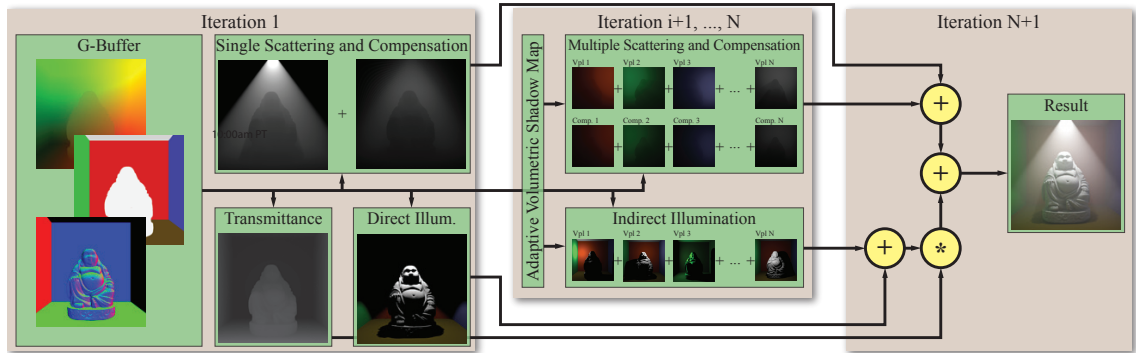 Iteration 1
G-Buffer
Single Scattering and Compensation
+
10:00am PT
Transmittance
Direct Illum.
Iteration i+1, ..., N
Adaptive Volumetric Shadow Map
Multiple Scattering and Compensation
Vpl 1 Vpl 2 Vpl 3 Vpl N
+ + + ... +
Comp. 1 Comp. 2 Comp. 3 Comp. N
+ + + ... +
Indirect Illumination
Vpl 1 Vpl 2 Vpl 3 Vpl N
+ + + ... +
Iteration N+1
+
+
+
*
Result